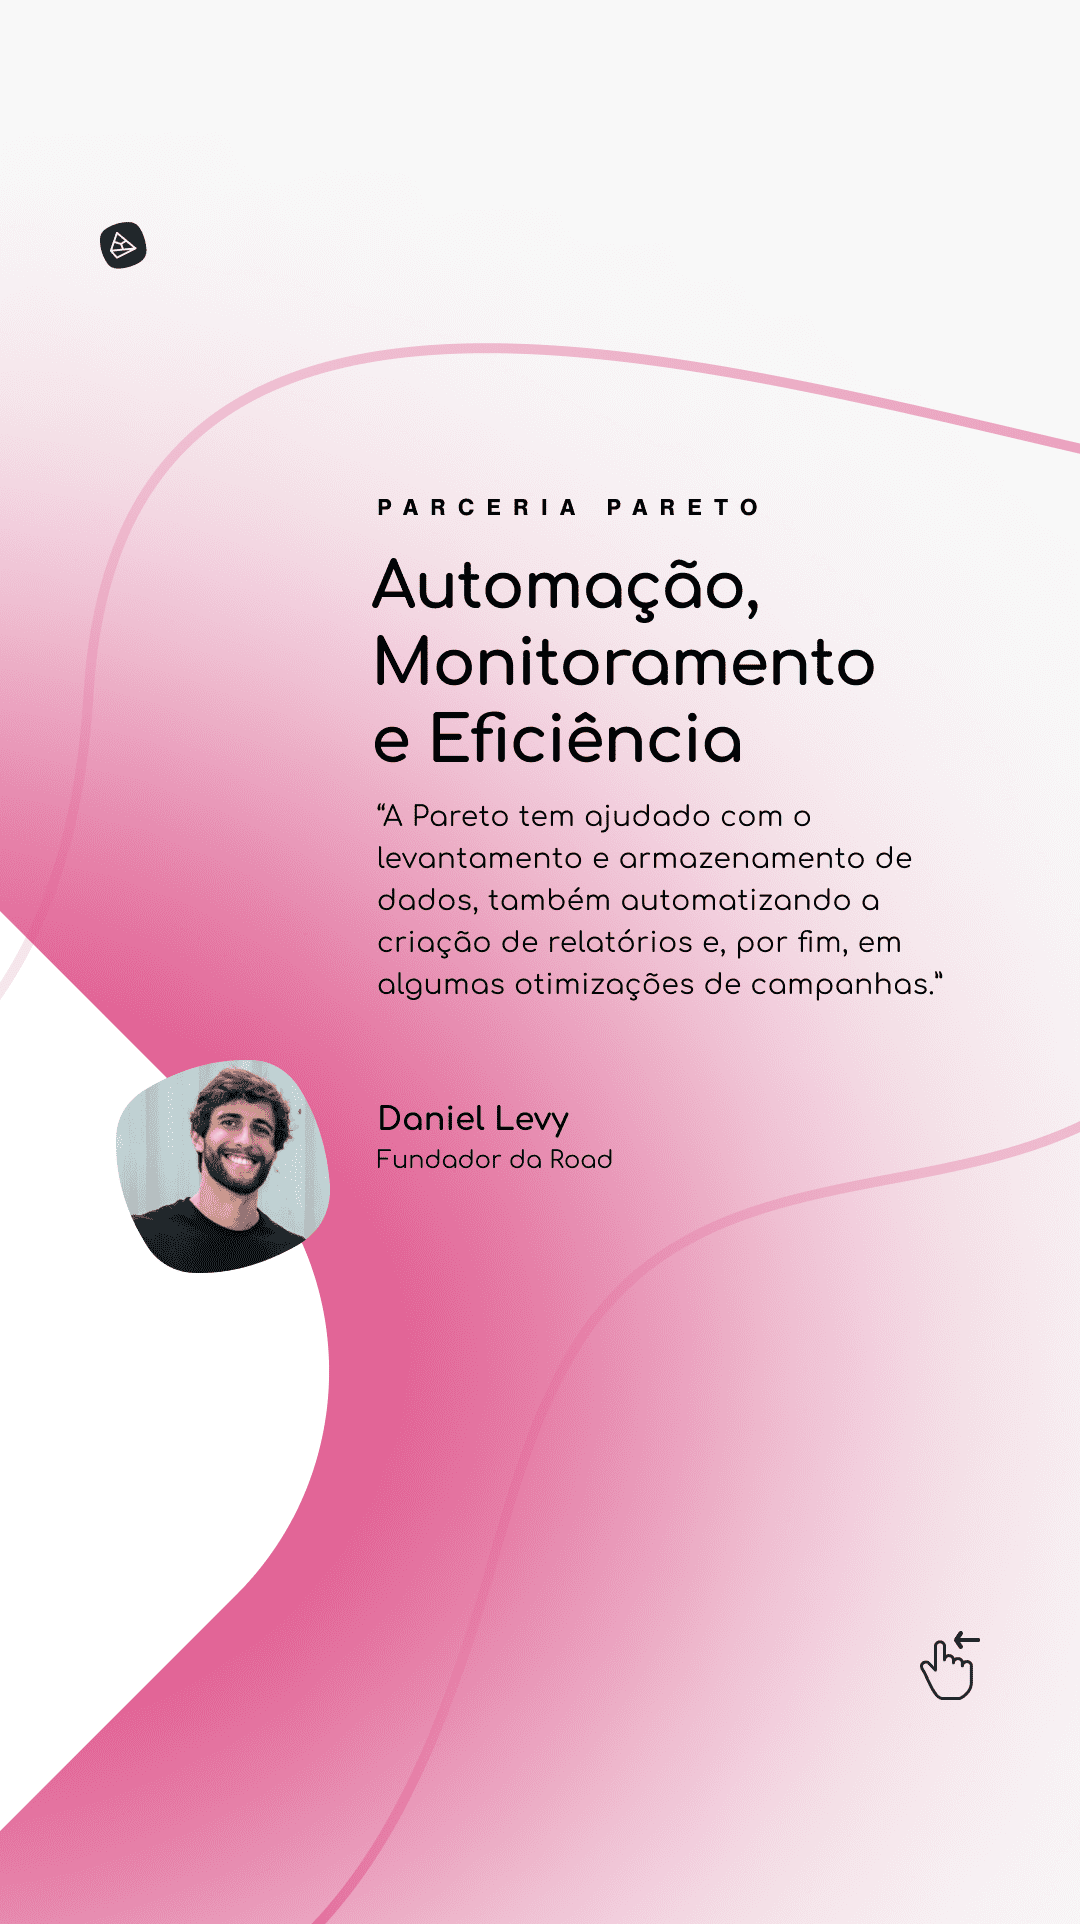 PARCERIA PARETO
Automação,
Monitoramento
e Eficiência
“A Pareto tem ajudado com o
levantamento e armazenamento de
dados, também automatizando a
criação de relatórios e, por fim, em
algumas otimizações de campanhas.”
Daniel Levy
Fundador da Road